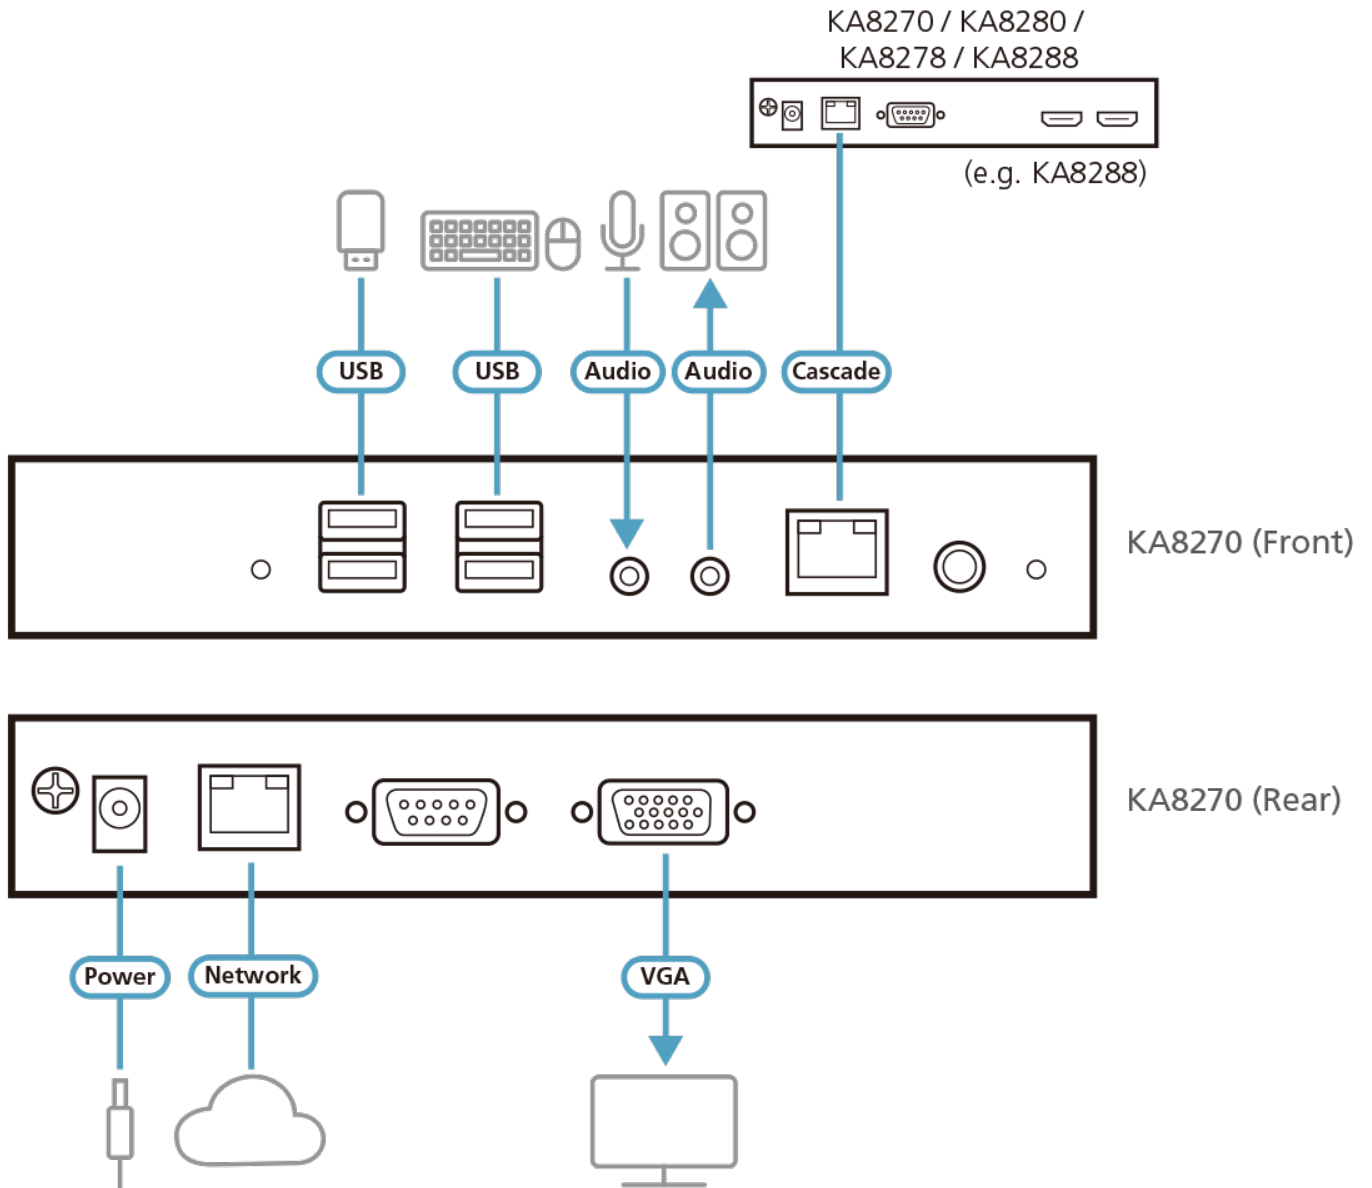 KA8270 / KA8280 /
KA8278 / KA8288
(e.g. KA8288)
USB
USB
Audio
Audio
Cascade
KA8270 (Front)
KA8270 (Rear)
Power
Network
VGA